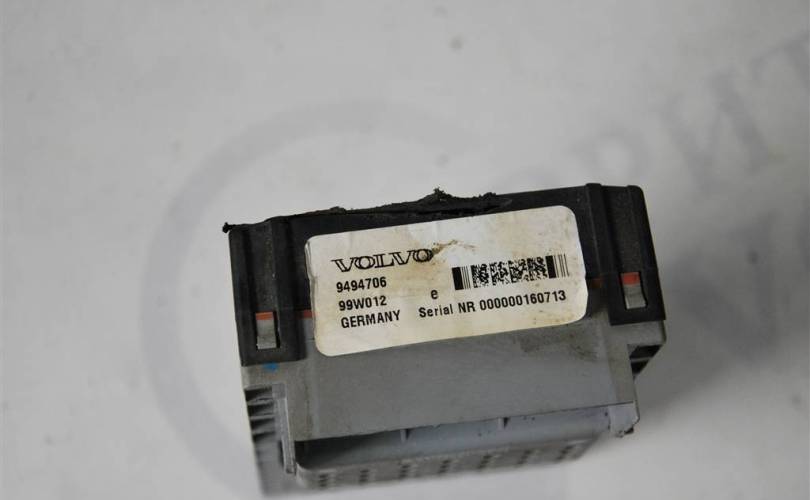 VOLVO
9494706
99W012 e
GERMANY Serial NR 000000160713